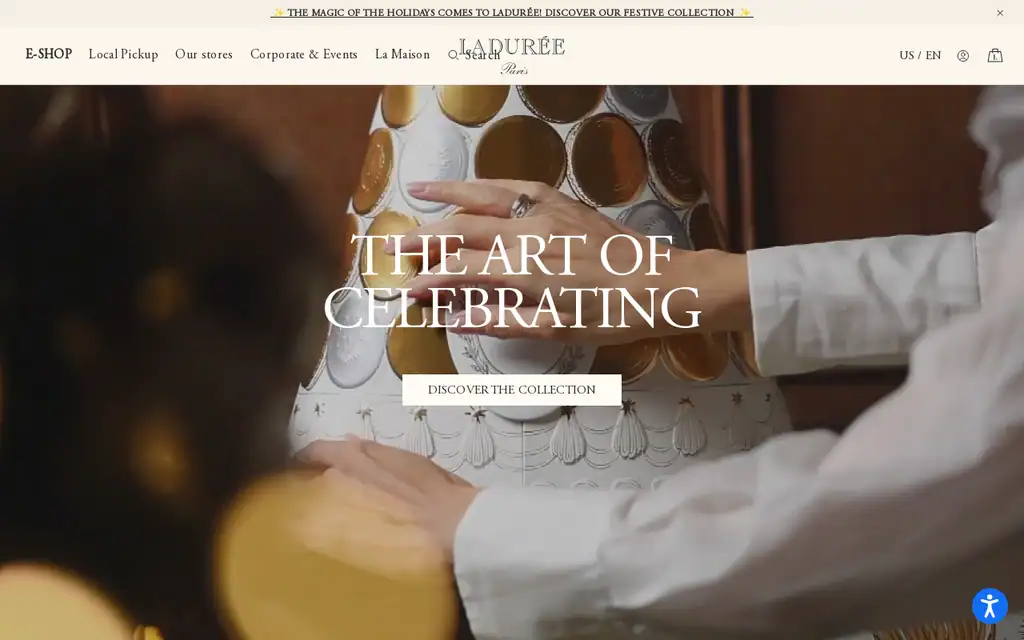 ✨ THE MAGIC OF THE HOLIDAYS COMES TO LADURÉE! DISCOVER OUR FESTIVE COLLECTION ✨
E-SHOP Local Pickup Our stores Corporate & Events La Maison Search
LADURÉE
Paris
US / EN
THE ART OF
CELEBRATING
DISCOVER THE COLLECTION